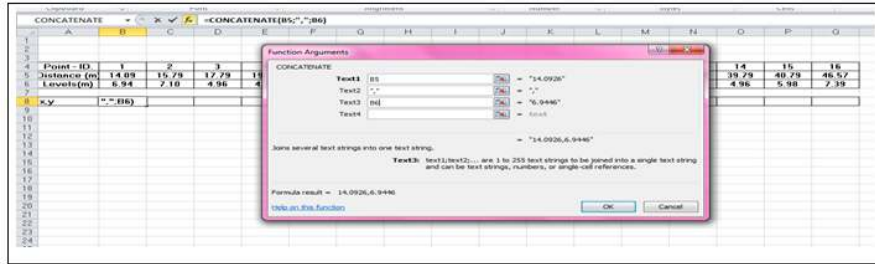 CONCATENATE =CONCATENATE(B5;",";B6)
A B C D E F G H I J K L M N O P Q
1
2
3
4 Point - ID. 1 2 3 14 15 16
5 Distance (m) 14.09 15.79 17.79 39.79 40.79 46.57
6 Levels(m) 6.94 7.10 4.96 4.96 5.98 7.39
7
8 x,y ",";B6)
9
10
11
12
13
14
15
16
17
18
19
20
21
22
23
24
Function Arguments
CONCATENATE
Text1 B5 = "14.0926"
Text2 "," = ","
Text3 B6 = "6.9446"
Text4 = text
= "14.0926,6.9446"
Joins several text strings into one text string.
Text3: text1;text2;... are 1 to 255 text strings to be joined into a single text string
and can be text strings, numbers, or single-cell references.
Formula result = 14.0926,6.9446
Help on this function OK Cancel